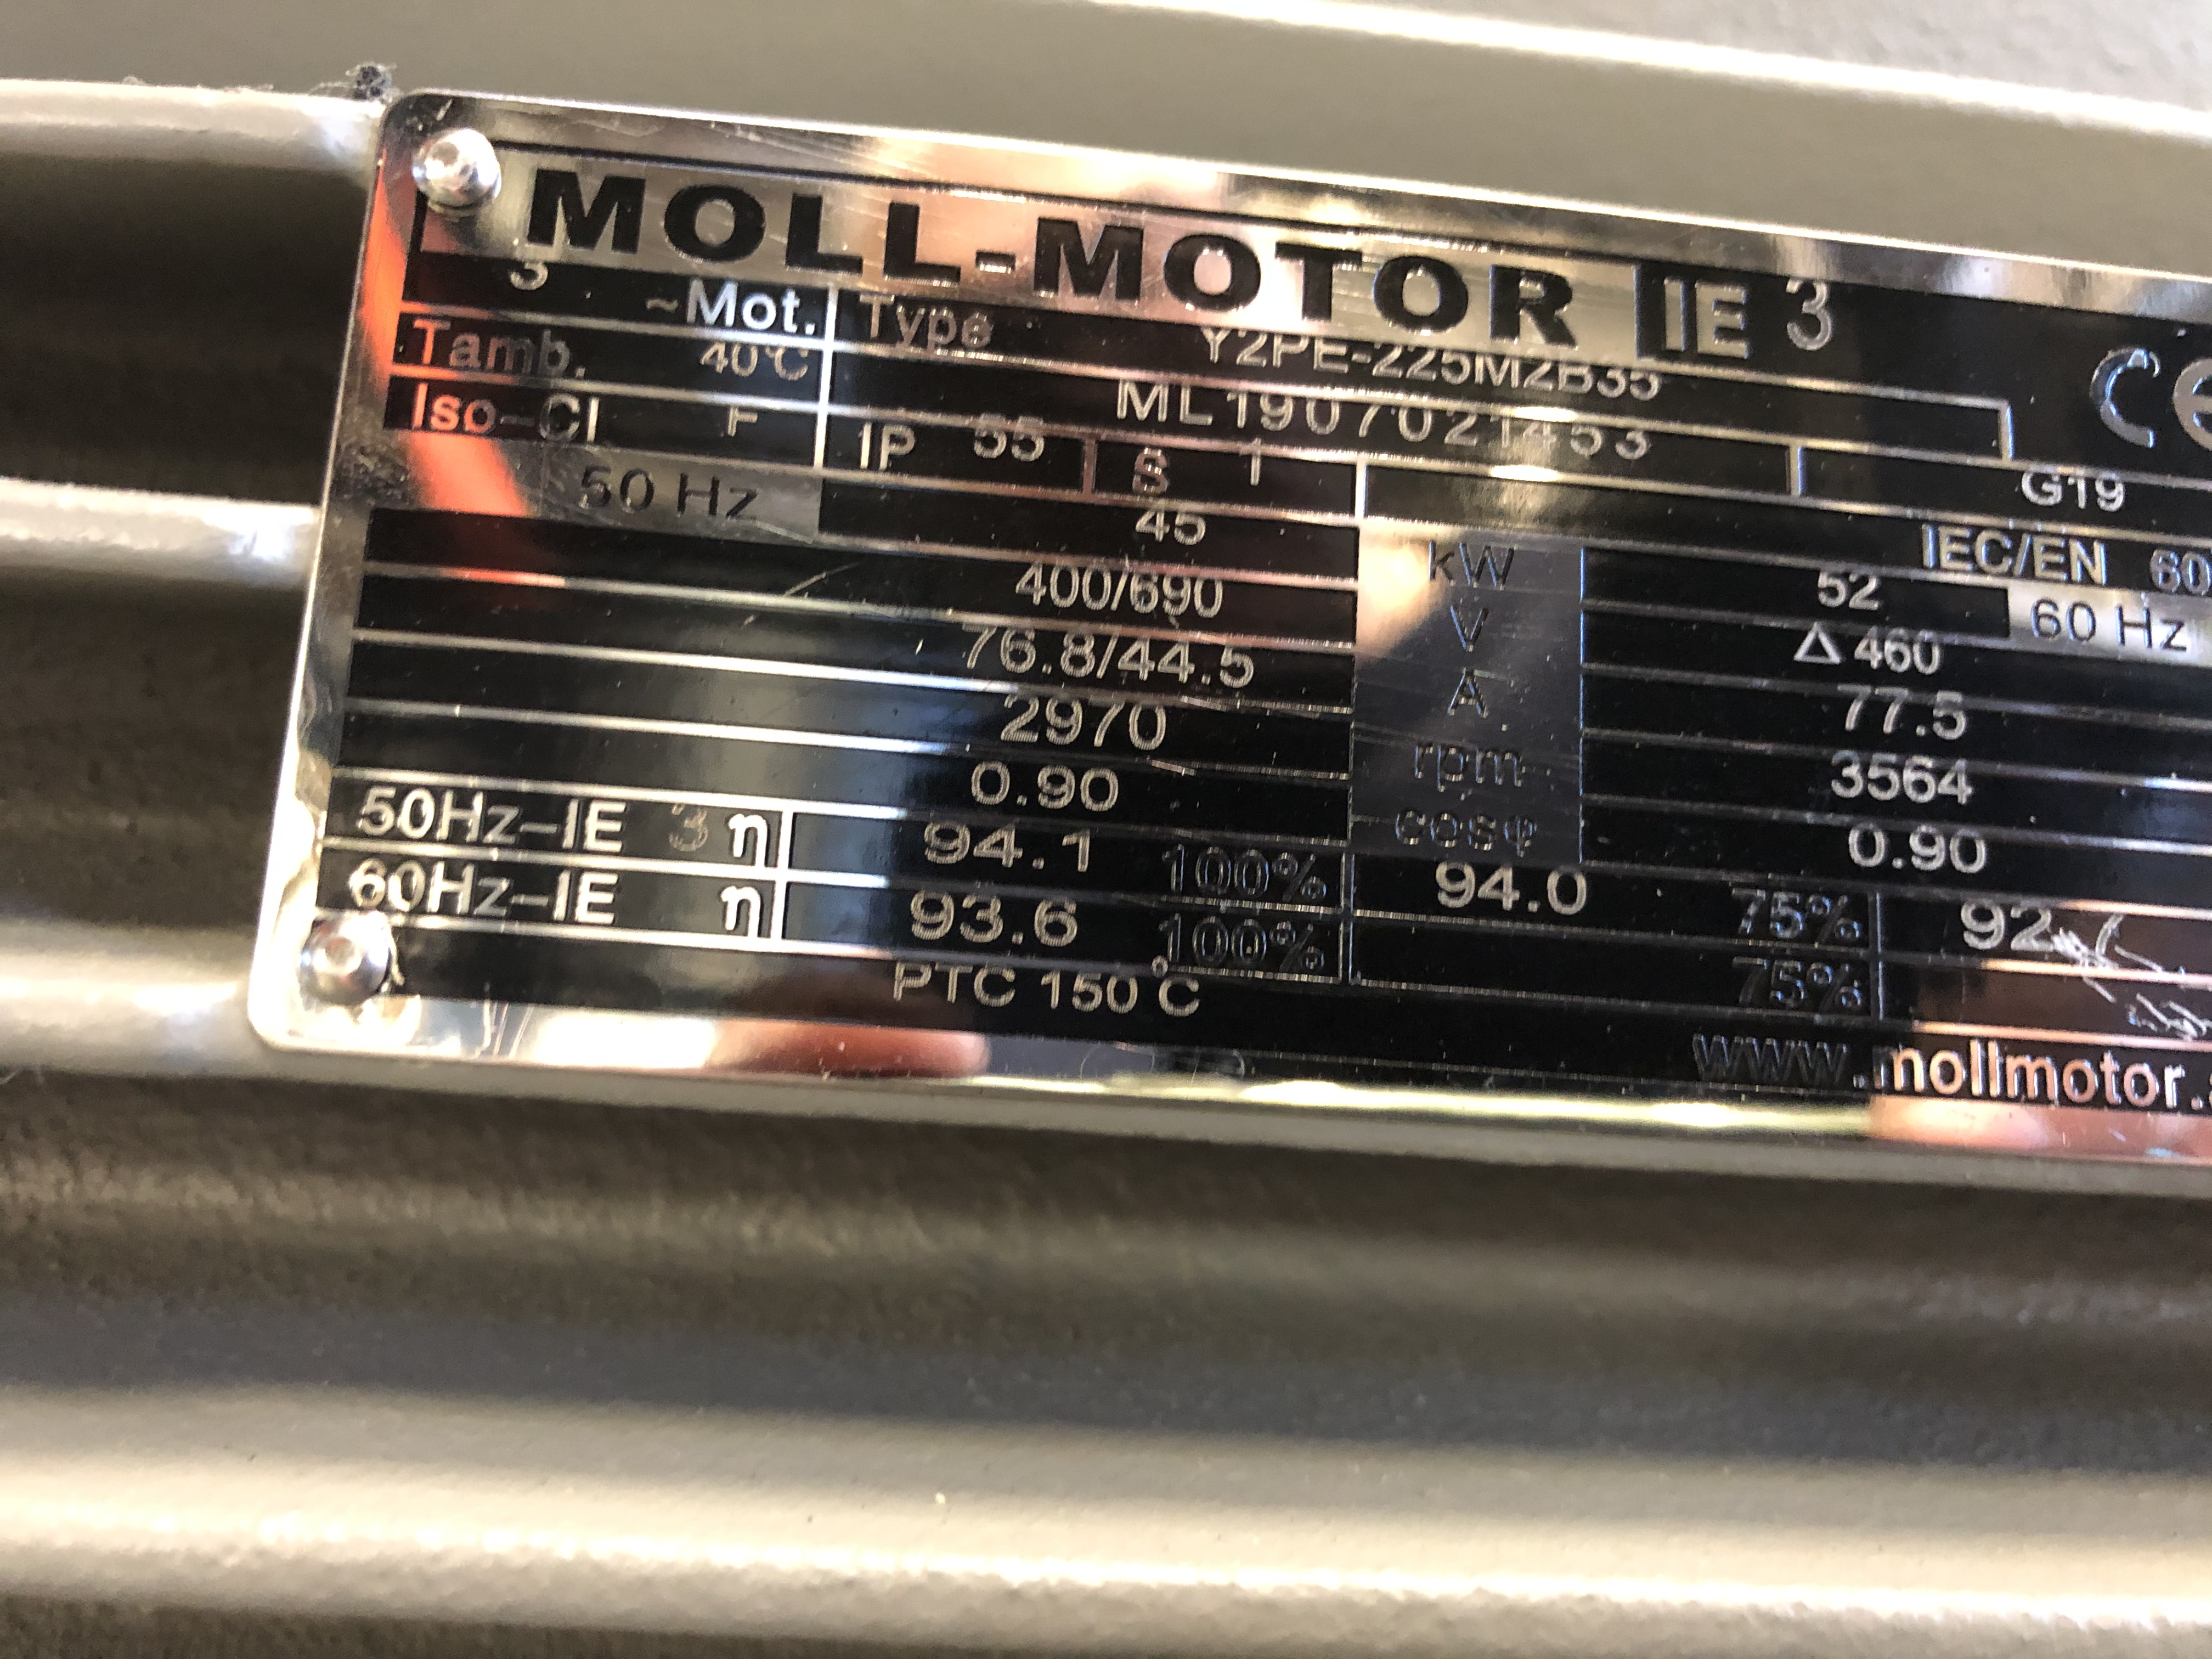 MOLL-MOTOR IE 3
3 ~Mot. Type Y2PE-225M2B35 CE
Tamb. 40°C ML1907021453
Iso-Cl F IP 55 S 1 G19
50 Hz IEC/EN 60
45 kW 52 60 Hz
400/690 V △ 460
76.8/44.5 A 77.5
2970 rpm 3564
0.90 cosφ 0.90
50Hz-IE 3 η 94.1 100% 94.0 75% 92.
60Hz-IE η 93.6 100% 75%
PTC 150°C
www.mollmotor.